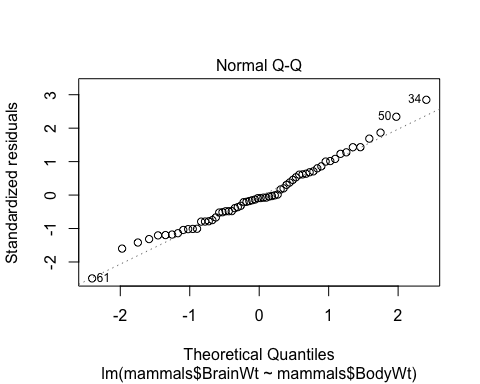 Normal Q-Q
Standardized residuals
3
2
1
0
-1
-2
34
50
61
-2 -1 0 1 2
Theoretical Quantiles
lm(mammals$BrainWt ~ mammals$BodyWt)